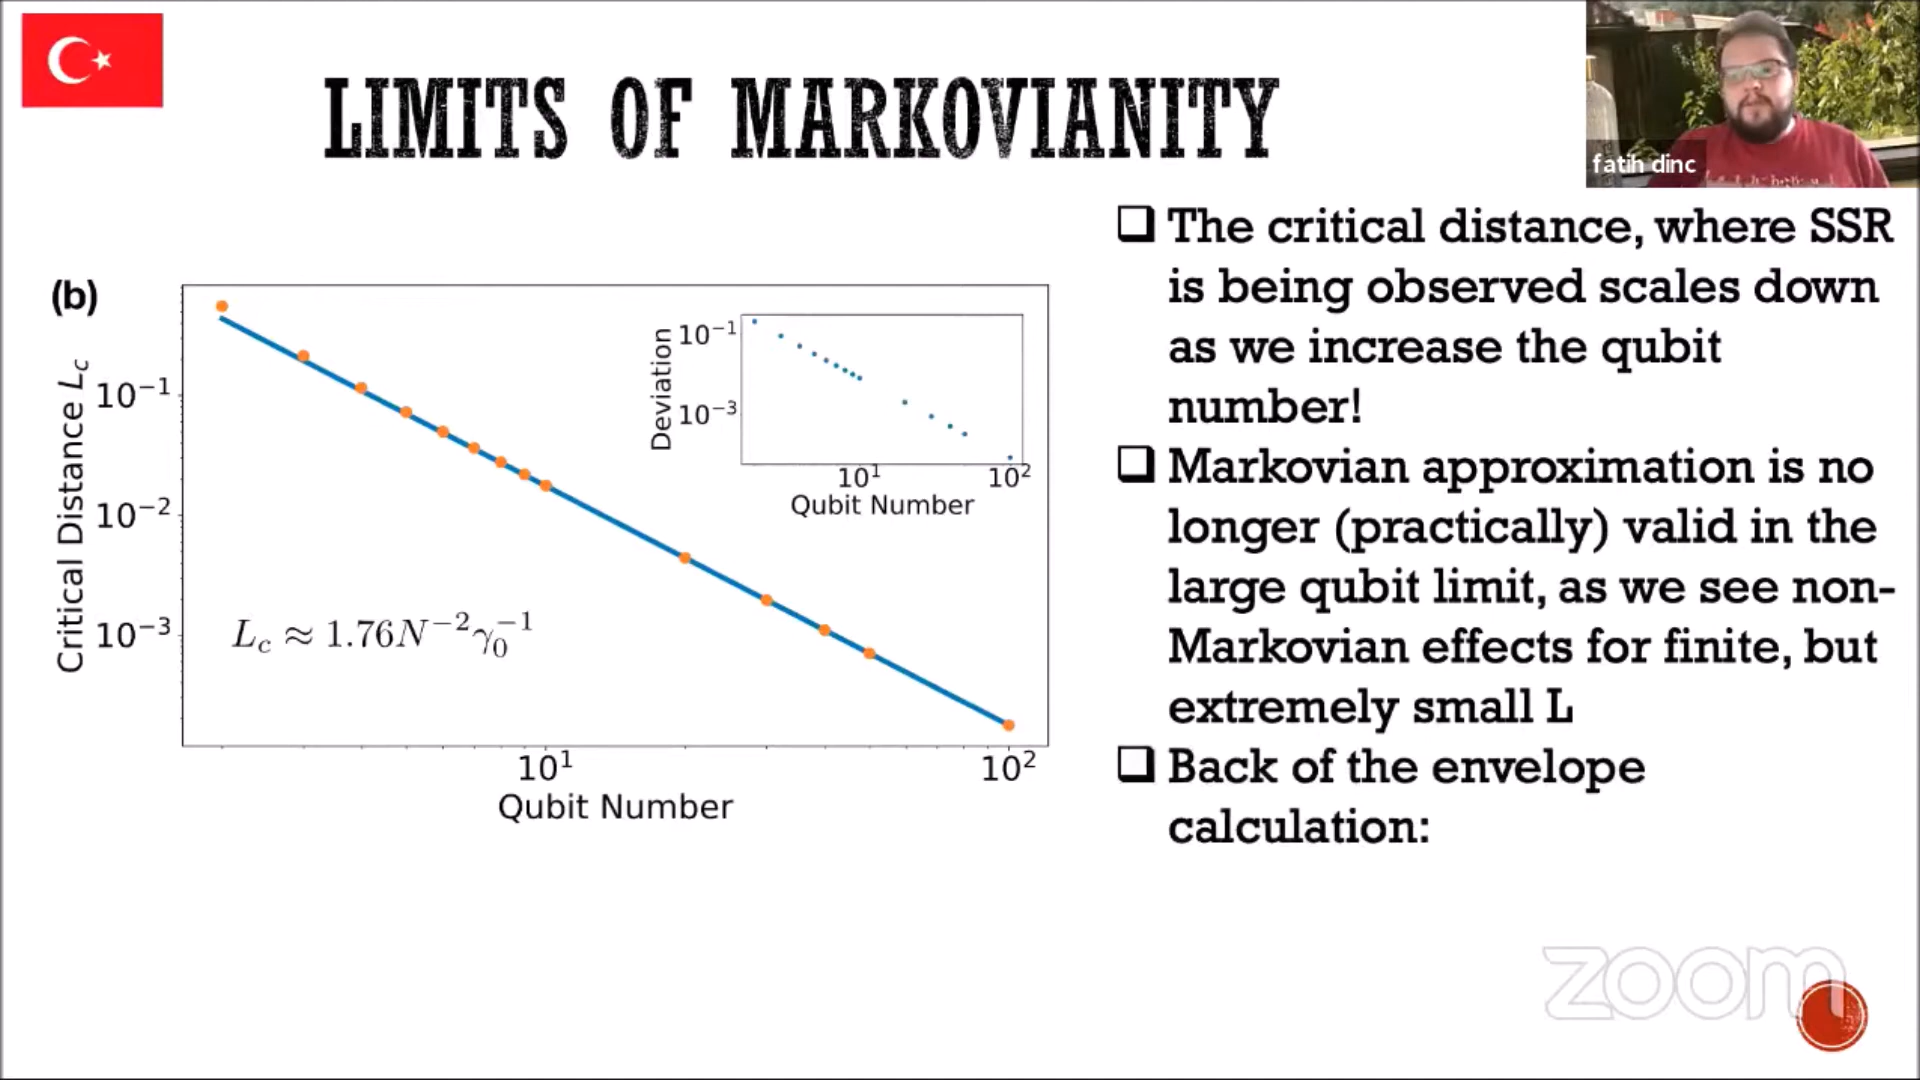 LIMITS OF MARKOVIANITY
fatih dinc
(b)
Critical Distance L_c
10^{-1}
10^{-2}
10^{-3}
L_c ≈ 1.76N^{-2}γ_0^{-1}
10^1
10^2
Qubit Number
Deviation
10^{-1}
10^{-3}
10^1
10^2
Qubit Number
The critical distance, where SSR
is being observed scales down
as we increase the qubit
number!
Markovian approximation is no
longer (practically) valid in the
large qubit limit, as we see non-
Markovian effects for finite, but
extremely small L
Back of the envelope
calculation:
zoom